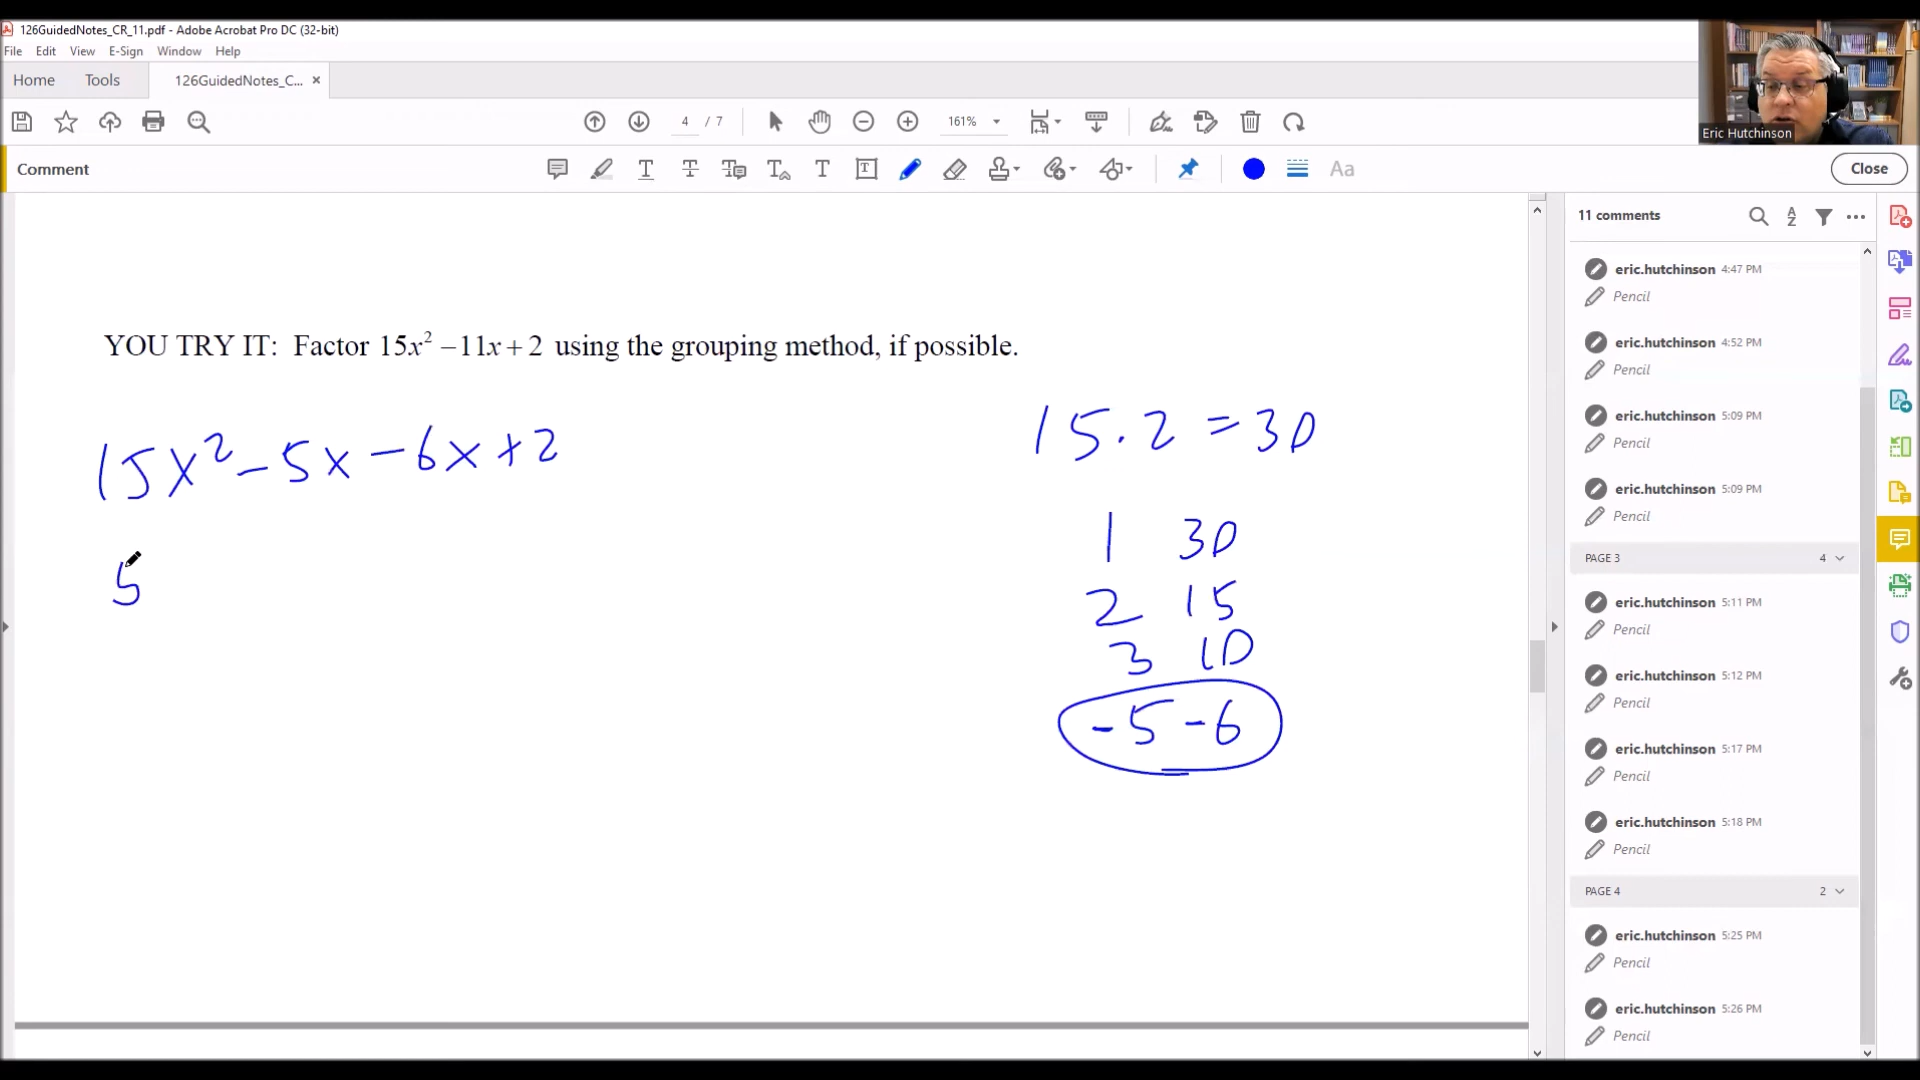 126GuidedNotes_CR_11.pdf - Adobe Acrobat Pro DC (32-bit)
File Edit View E-Sign Window Help
Home Tools 126GuidedNotes_C... ×
4 / 7 161%
Eric Hutchinson
Comment Aa Close
11 comments
eric.hutchinson 4:47 PM
Pencil
eric.hutchinson 4:52 PM
Pencil
eric.hutchinson 5:09 PM
Pencil
eric.hutchinson 5:09 PM
Pencil
PAGE 3 4
eric.hutchinson 5:11 PM
Pencil
eric.hutchinson 5:12 PM
Pencil
eric.hutchinson 5:17 PM
Pencil
eric.hutchinson 5:18 PM
Pencil
PAGE 4 2
eric.hutchinson 5:25 PM
Pencil
eric.hutchinson 5:26 PM
Pencil
YOU TRY IT: Factor 15x² −11x + 2 using the grouping method, if possible.
15x² − 5x − 6x + 2
5
15 · 2 = 30
1 30
2 15
3 10
-5 -6